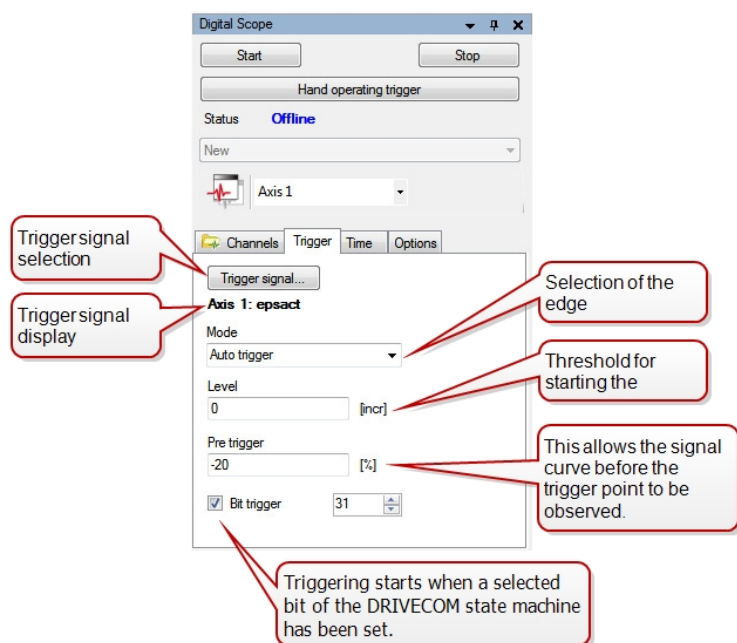 Digital Scope
Start
Stop
Hand operating trigger
Status
Offline
New
Axis 1
Channels
Trigger
Time
Options
Trigger signal
selection
Trigger signal...
Axis 1: epsact
Trigger signal
display
Selection of the
edge
Mode
Auto trigger
Threshold for
starting the
Level
0
[incr]
Pre trigger
-20
[%]
This allows the signal
curve before the
trigger point to be
observed.
Bit trigger
31
Triggering starts when a selected
bit of the DRIVECOM state machine
has been set.